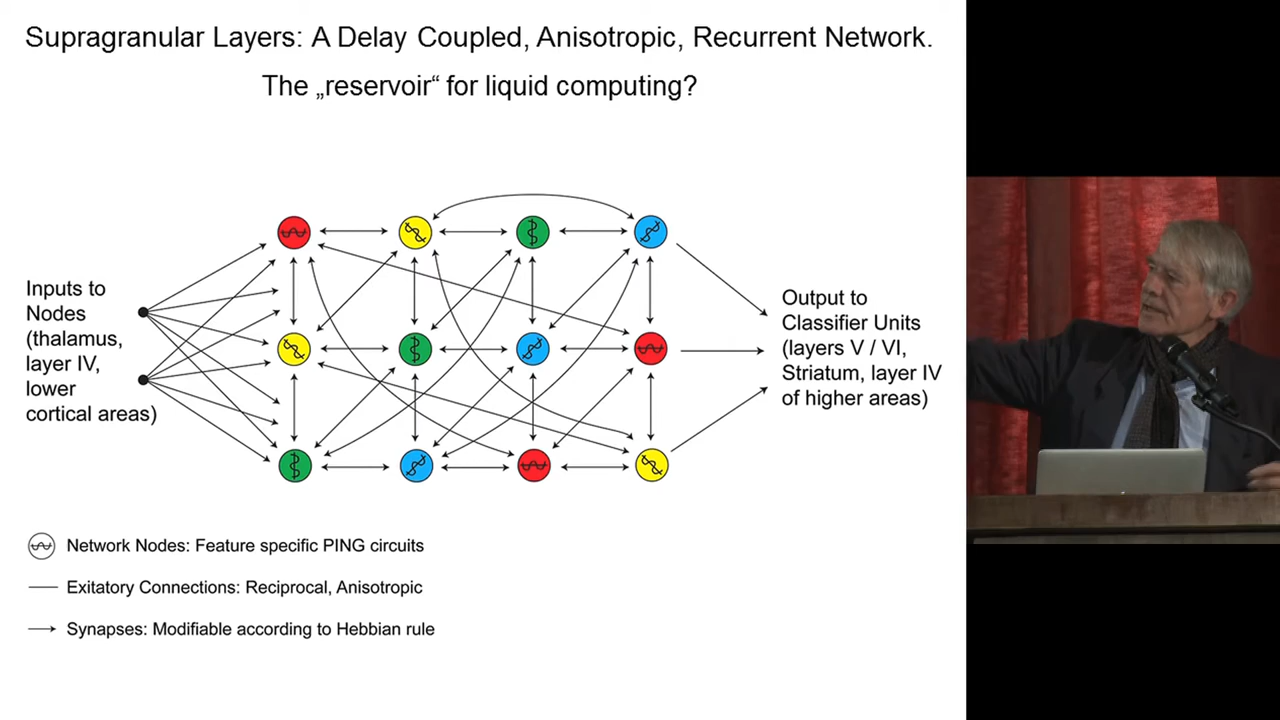 Supragranular Layers: A Delay Coupled, Anisotropic, Recurrent Network.
The „reservoir“ for liquid computing?
Inputs to
Nodes
(thalamus,
layer IV,
lower
cortical areas)
Output to
Classifier Units
(layers V / VI,
Striatum, layer IV
of higher areas)
Network Nodes: Feature specific PING circuits
Exitatory Connections: Reciprocal, Anisotropic
Synapses: Modifiable according to Hebbian rule